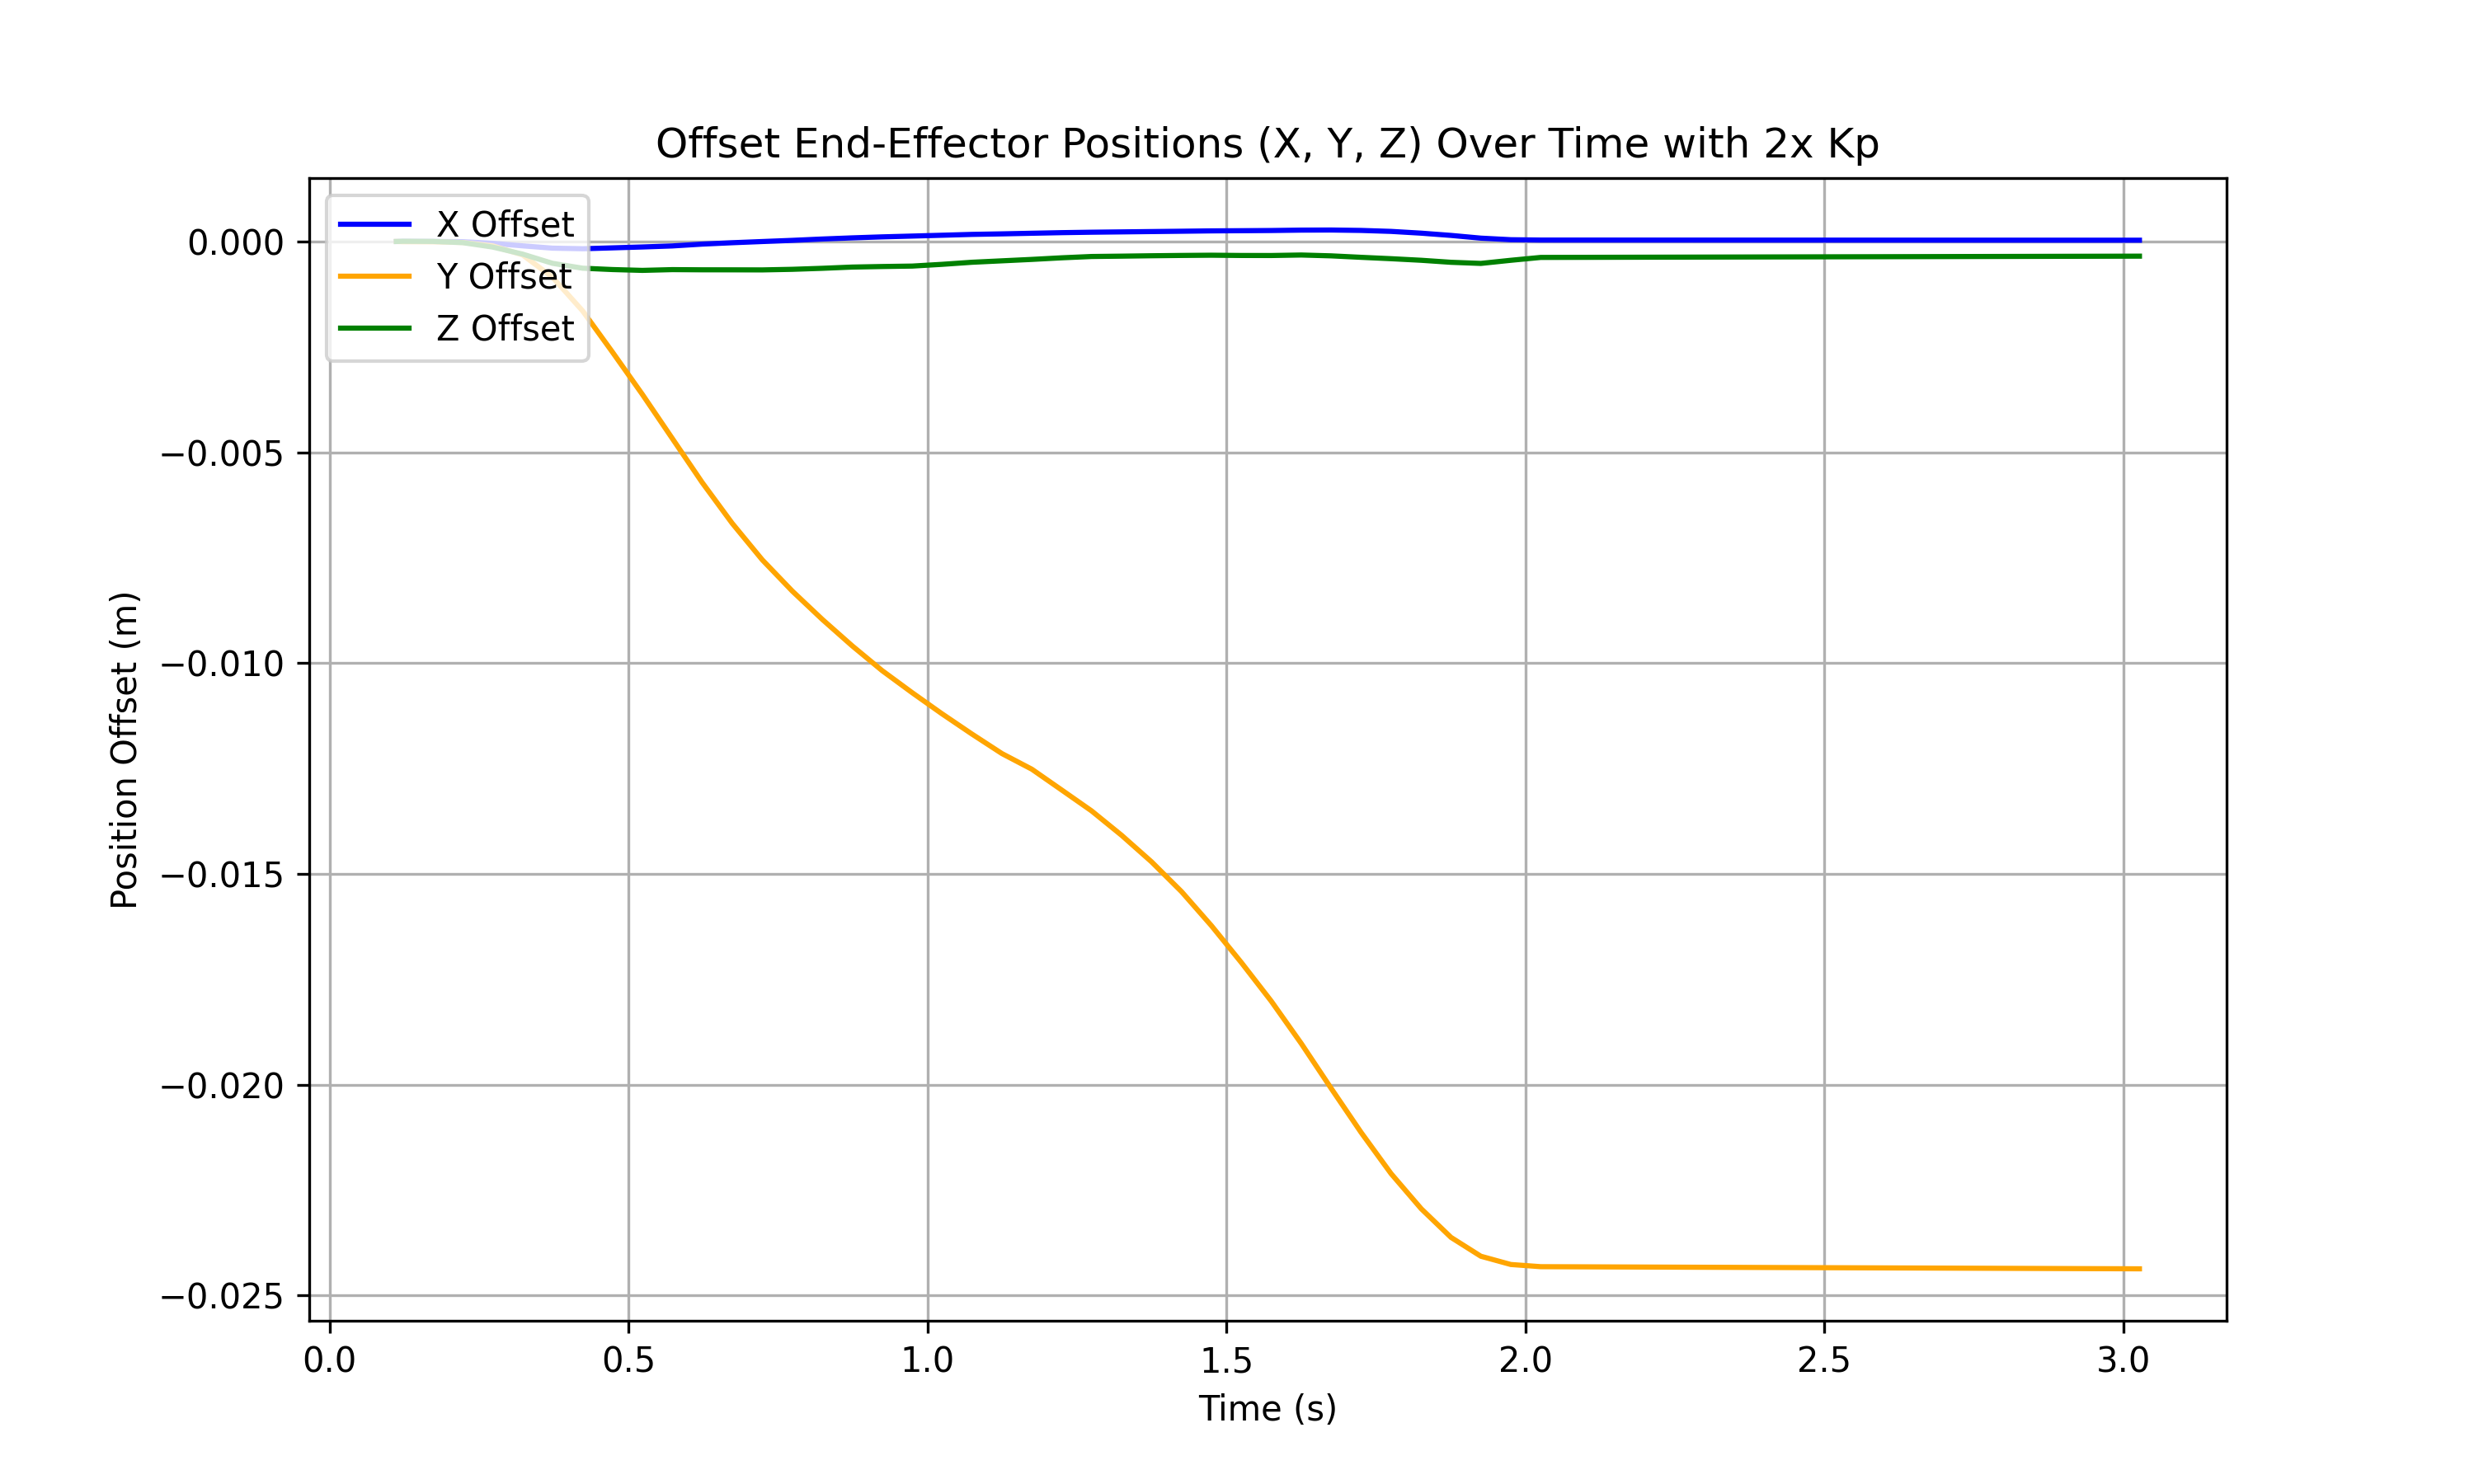 Offset End-Effector Positions (X, Y, Z) Over Time with 2x Kp
X Offset
Y Offset
Z Offset
0.000
−0.005
−0.010
−0.015
−0.020
−0.025
Position Offset (m)
0.0 0.5 1.0 1.5 2.0 2.5 3.0
Time (s)